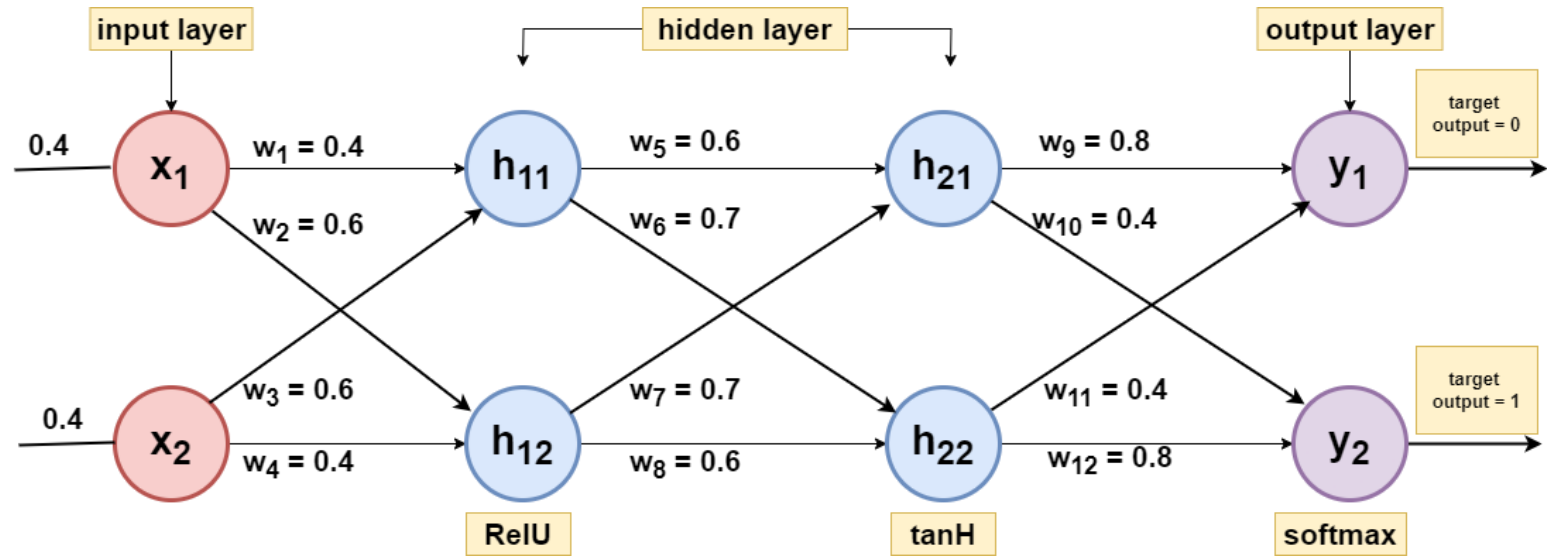 input layer
hidden layer
output layer
target
output = 0
0.4
x₁
w₁ = 0.4
h₁₁
w₅ = 0.6
h₂₁
w₉ = 0.8
y₁
w₂ = 0.6
w₆ = 0.7
w₁₀ = 0.4
target
output = 1
w₃ = 0.6
w₇ = 0.7
w₁₁ = 0.4
0.4
x₂
w₄ = 0.4
h₁₂
w₈ = 0.6
h₂₂
w₁₂ = 0.8
y₂
RelU
tanH
softmax